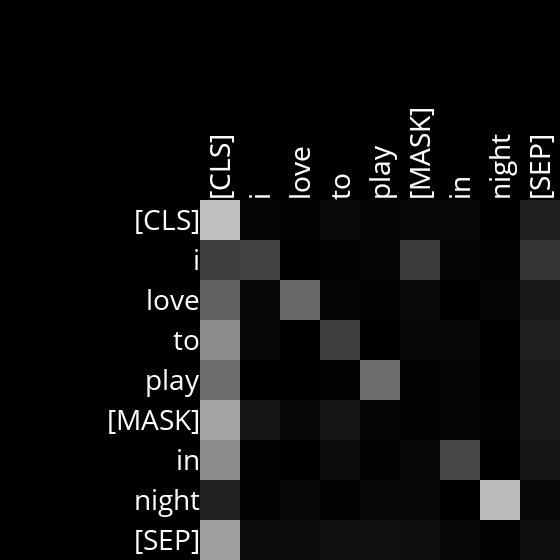 [CLS] i love to play [MASK] in night [SEP]
[CLS]
i
love
to
play
[MASK]
in
night
[SEP]